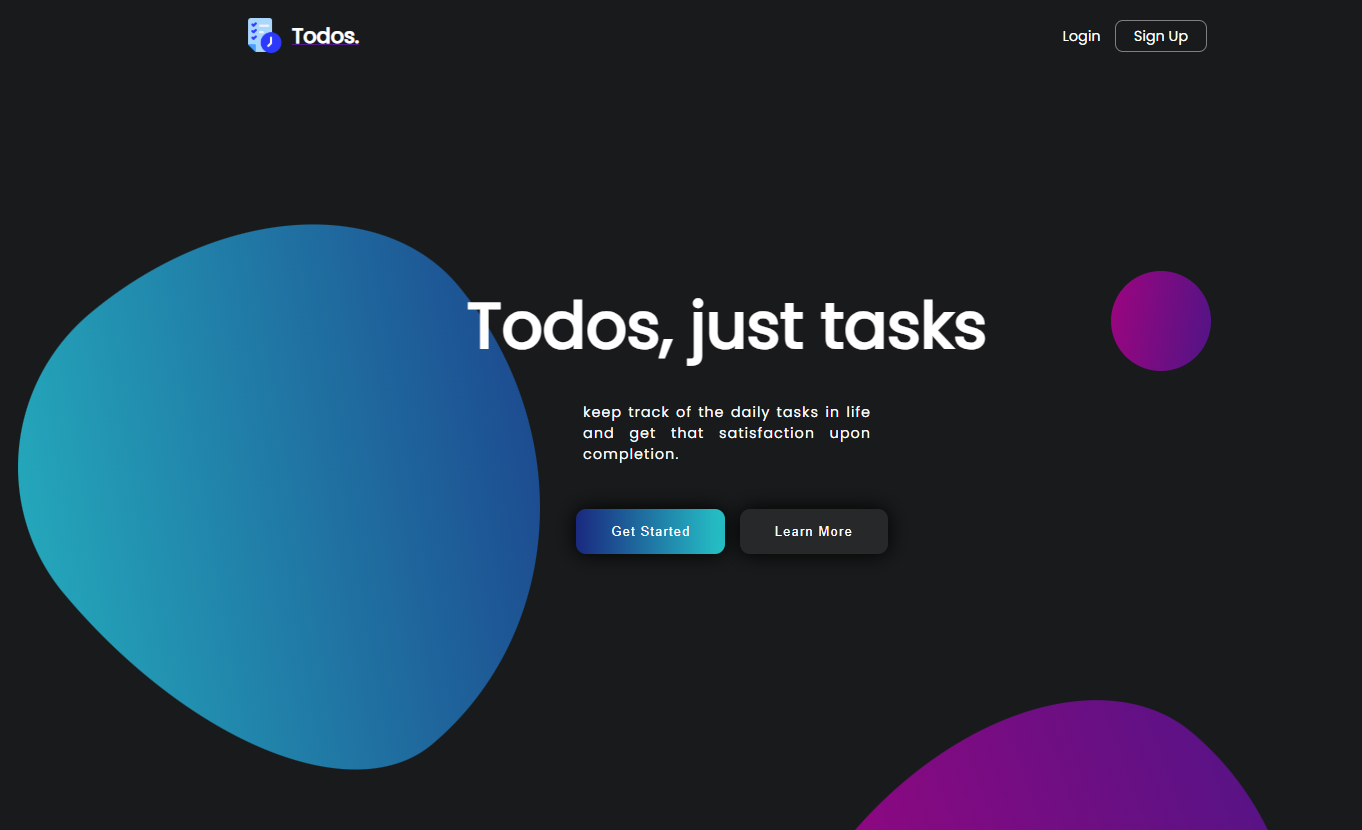 Todos.
Login
Sign Up
Todos, just tasks
keep track of the daily tasks in life
and get that satisfaction upon
completion.
Get Started
Learn More